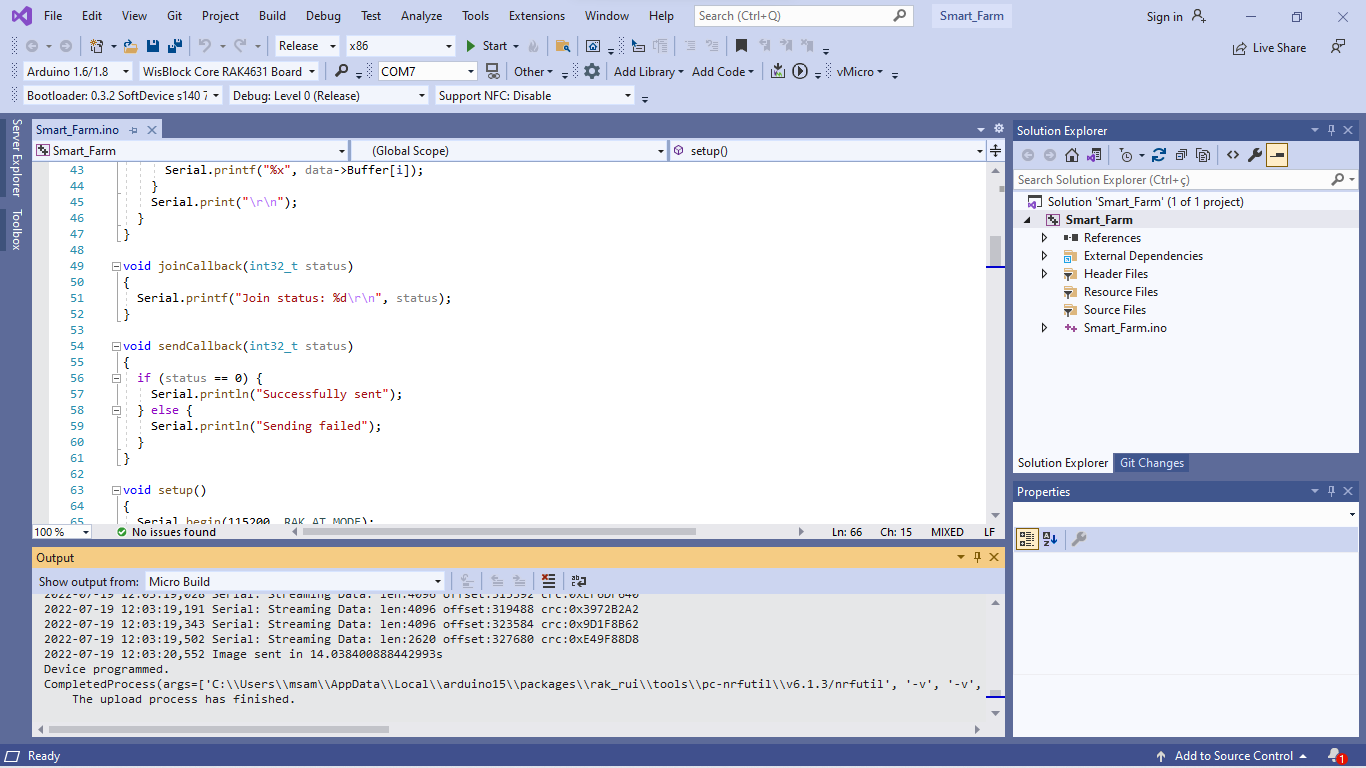 File Edit View Git Project Build Debug Test Analyze Tools Extensions Window Help Search (Ctrl+Q) Smart_Farm Sign in
Release x86 Start Live Share
Arduino 1.6/1.8 WisBlock Core RAK4631 Board COM7 Other Add Library Add Code vMicro
Bootloader: 0.3.2 SoftDevice s140 7 Debug: Level 0 (Release) Support NFC: Disable
Server Explorer
Toolbox
Smart_Farm.ino
Smart_Farm (Global Scope) setup()
43 Serial.printf("%x", data->Buffer[i]);
44 }
45 Serial.print("\r\n");
46 }
47 }
48
49 void joinCallback(int32_t status)
50 {
51 Serial.printf("Join status: %d\r\n", status);
52 }
53
54 void sendCallback(int32_t status)
55 {
56 if (status == 0) {
57 Serial.println("Successfully sent");
58 } else {
59 Serial.println("Sending failed");
60 }
61 }
62
63 void setup()
64 {
65 Serial.begin(115200, RAK_AT_MODE);
100 % No issues found Ln: 66 Ch: 15 MIXED LF
Output
Show output from: Micro Build
2022-07-19 12:03:19,028 Serial: Streaming Data: len:4096 offset:315392
2022-07-19 12:03:19,191 Serial: Streaming Data: len:4096 offset:319488 crc:0x3972B2A2
2022-07-19 12:03:19,343 Serial: Streaming Data: len:4096 offset:323584 crc:0x9D1F8B62
2022-07-19 12:03:19,502 Serial: Streaming Data: len:2620 offset:327680 crc:0xE49F88D8
2022-07-19 12:03:20,552 Image sent in 14.038400888442993s
Device programmed.
CompletedProcess(args=['C:\\Users\\msam\\AppData\\Local\\arduino15\\packages\\rak_rui\\tools\\pc-nrfutil\\v6.1.3/nrfutil', '-v', '-v',
The upload process has finished.
Solution Explorer
Search Solution Explorer (Ctrl+ç)
Solution 'Smart_Farm' (1 of 1 project)
Smart_Farm
References
External Dependencies
Header Files
Resource Files
Source Files
Smart_Farm.ino
Solution Explorer Git Changes
Properties
Ready Add to Source Control 1